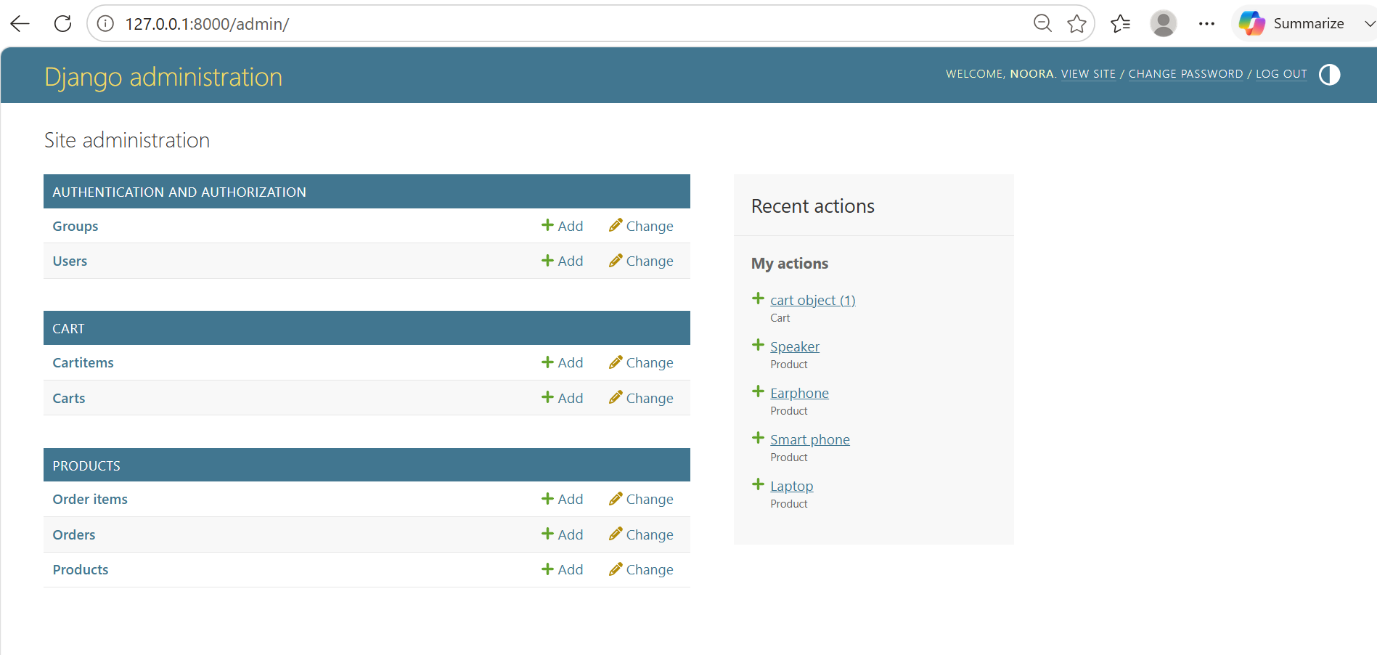 127.0.0.1:8000/admin/
Summarize
Django administration
WELCOME, NOORA. VIEW SITE / CHANGE PASSWORD / LOG OUT
Site administration
AUTHENTICATION AND AUTHORIZATION
Groups Add Change
Users Add Change
CART
Cartitems Add Change
Carts Add Change
PRODUCTS
Order items Add Change
Orders Add Change
Products Add Change
Recent actions
My actions
cart object (1)
Cart
Speaker
Product
Earphone
Product
Smart phone
Product
Laptop
Product